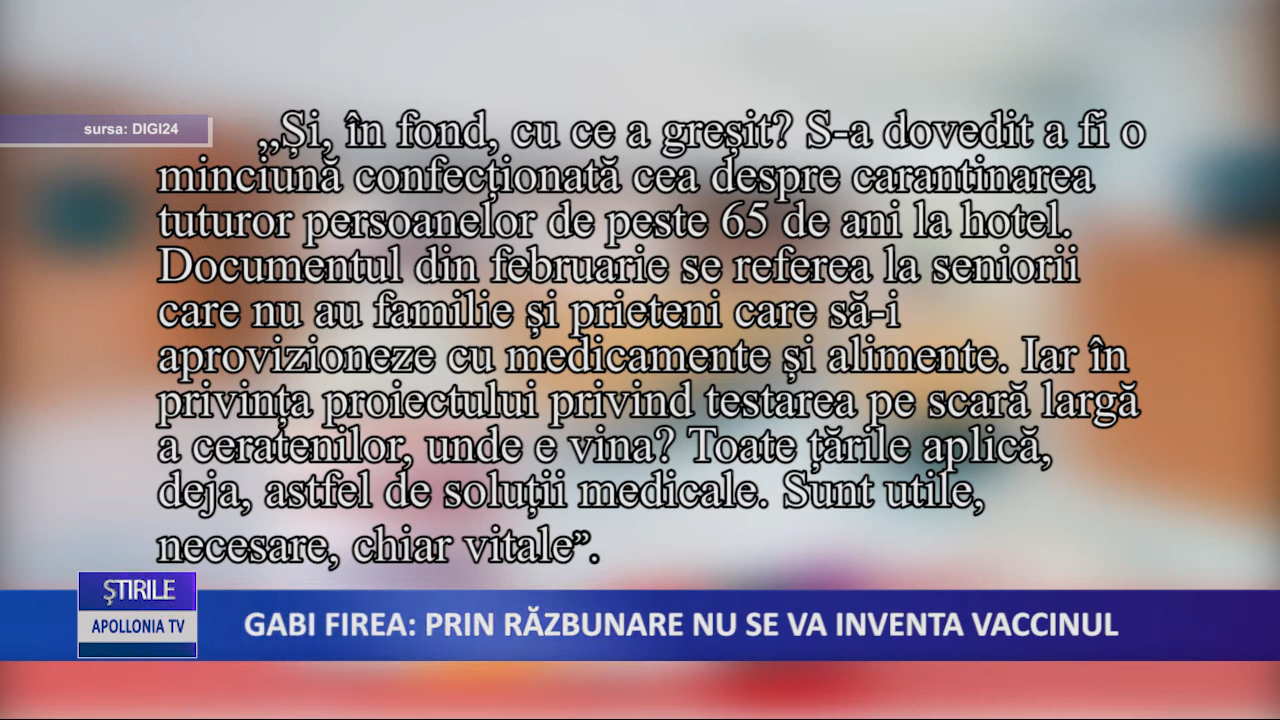 sursa: DIGI24
,,Și, în fond, cu ce a greșit? S-a dovedit a fi o
minciună confecționată cea despre carantinarea
tuturor persoanelor de peste 65 de ani la hotel.
Documentul din februarie se referea la seniorii
care nu au familie și prieteni care să-i
aprovizioneze cu medicamente și alimente. Iar în
privința proiectului privind testarea pe scară largă
a ceratenilor, unde e vina? Toate țările aplică,
deja, astfel de soluții medicale. Sunt utile,
necesare, chiar vitale”.
ŞTIRILE
APOLLONIA TV
GABI FIREA: PRIN RĂZBUNARE NU SE VA INVENTA VACCINUL